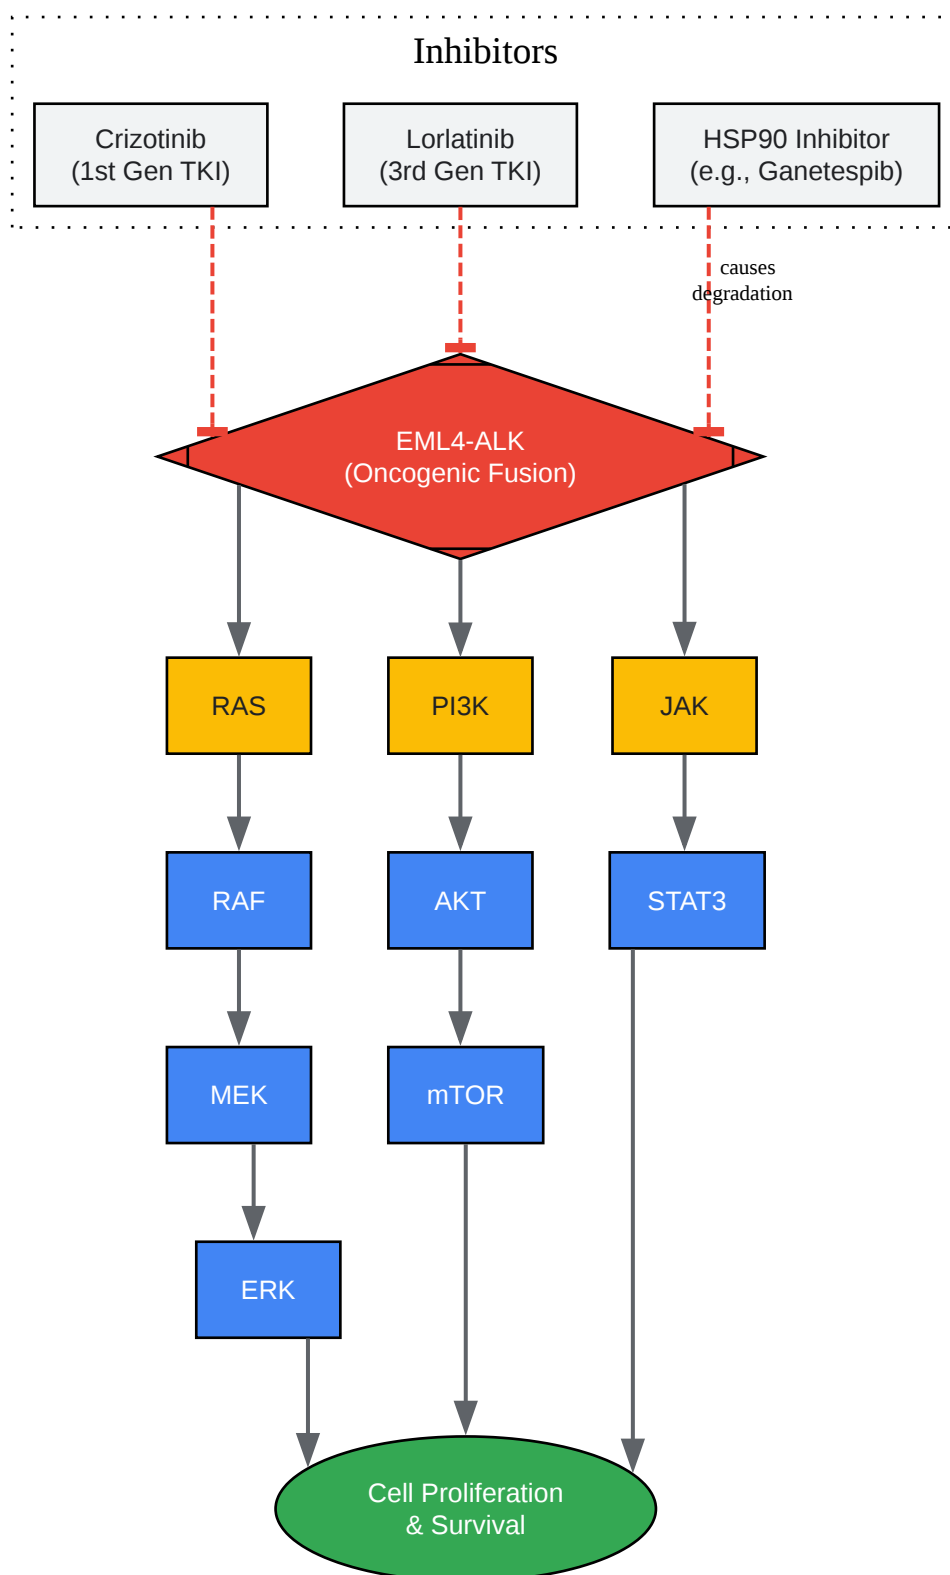 Inhibitors
Crizotinib
(1st Gen TKI)
Lorlatinib
(3rd Gen TKI)
HSP90 Inhibitor
(e.g., Ganetespib)
causes
degradation
EML4-ALK
(Oncogenic Fusion)
RAS
PI3K
JAK
RAF
AKT
STAT3
MEK
mTOR
ERK
Cell Proliferation
& Survival